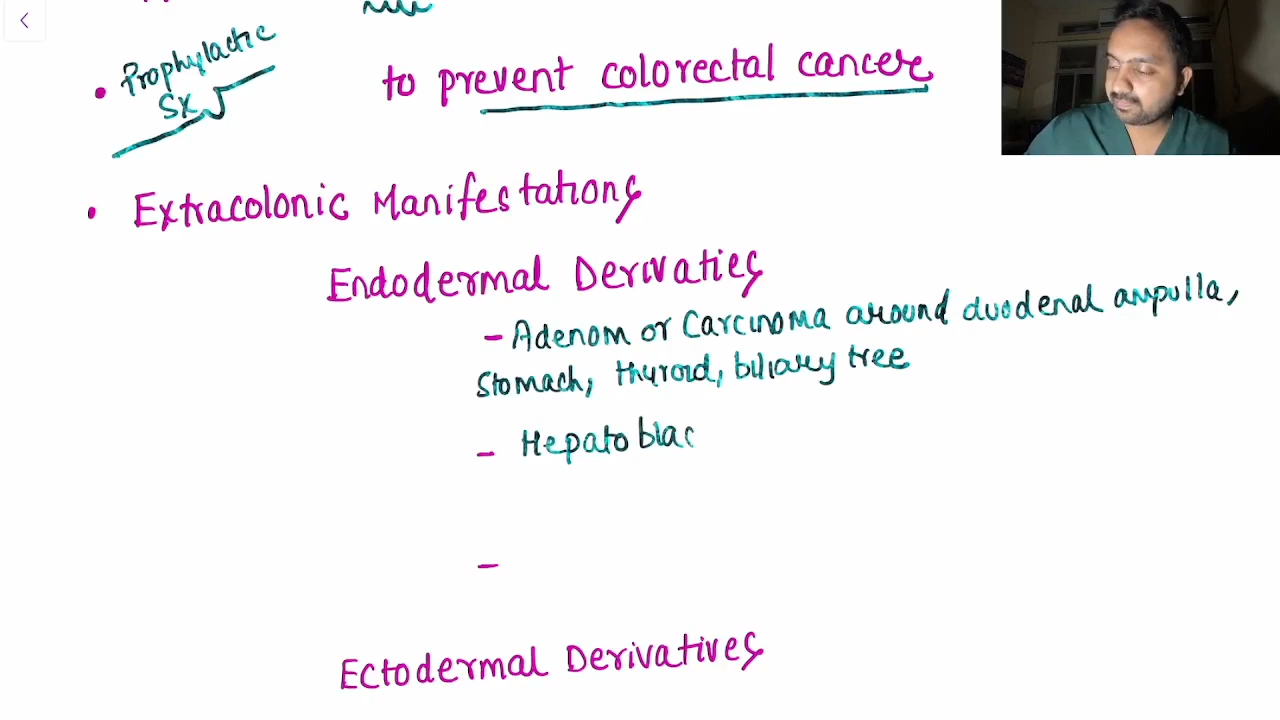 • Prophylactic
Sx
to prevent colorectal cancer
• Extracolonic Manifestations
Endodermal Derivaties
- Adenom or Carcinoma around duodenal ampulla,
Stomach, thyroid, biliary tree
- Hepatoblac
-
Ectodermal Derivatives